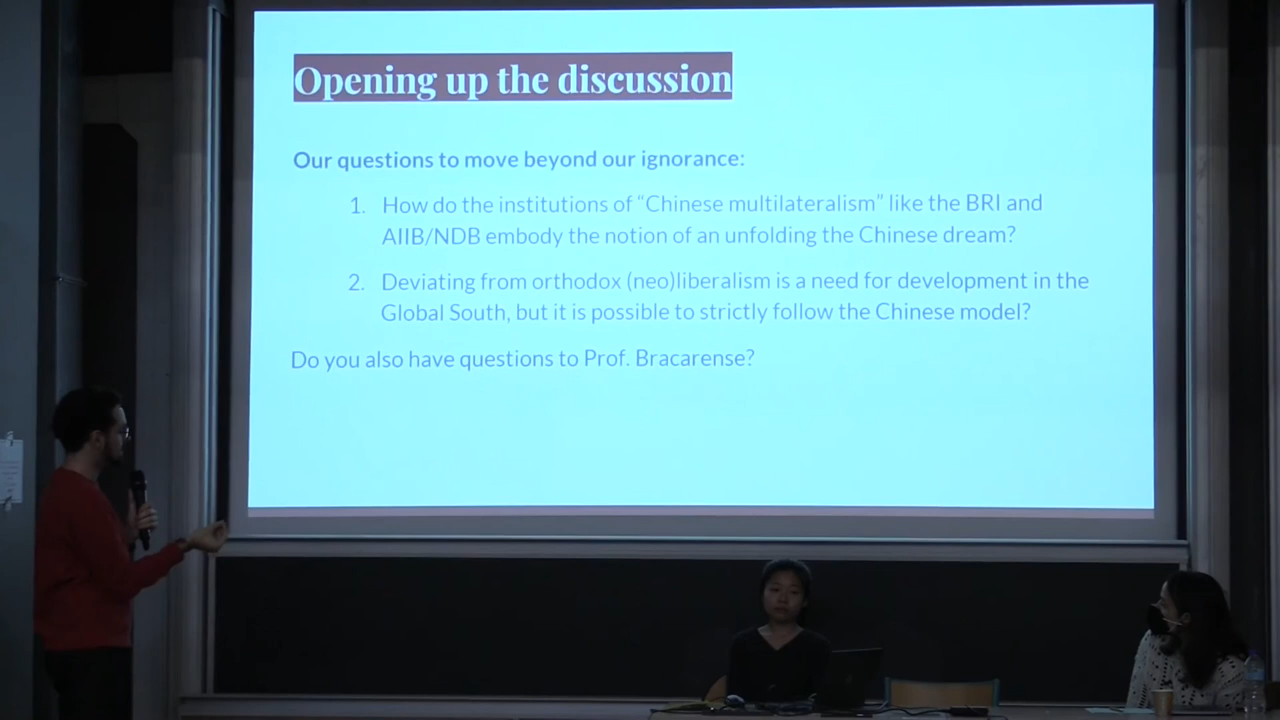 Opening up the discussion
Our questions to move beyond our ignorance:
1. How do the institutions of “Chinese multilateralism” like the BRI and
AIIB/NDB embody the notion of an unfolding the Chinese dream?
2. Deviating from orthodox (neo)liberalism is a need for development in the
Global South, but it is possible to strictly follow the Chinese model?
Do you also have questions to Prof. Bracarense?